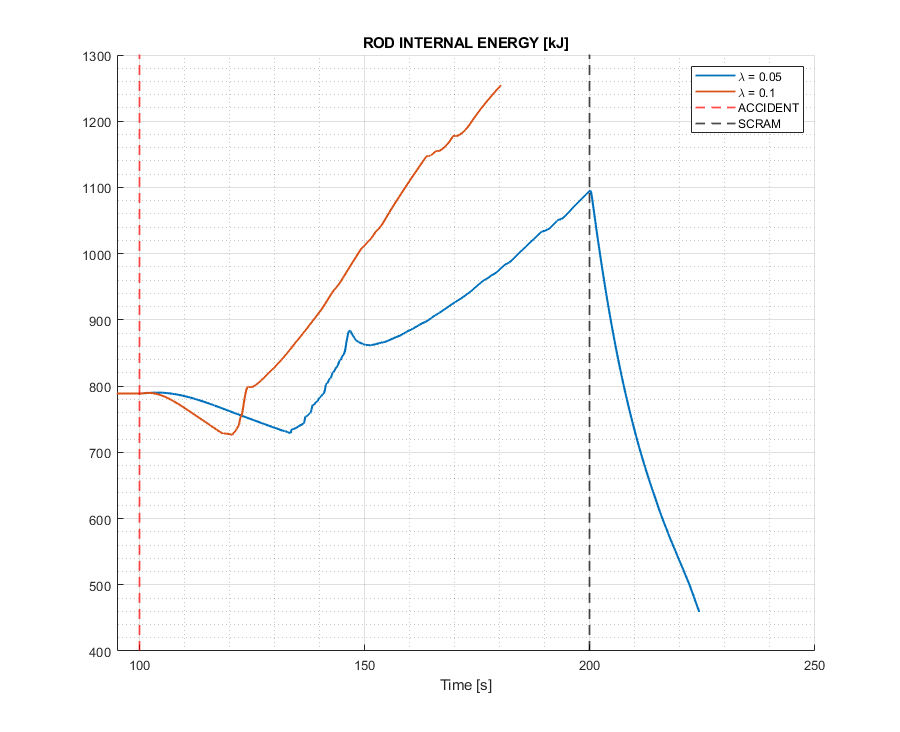 ROD INTERNAL ENERGY [kJ]
1300
1200
1100
1000
900
800
700
600
500
400
100
150
200
250
Time [s]
λ = 0.05
λ = 0.1
ACCIDENT
SCRAM